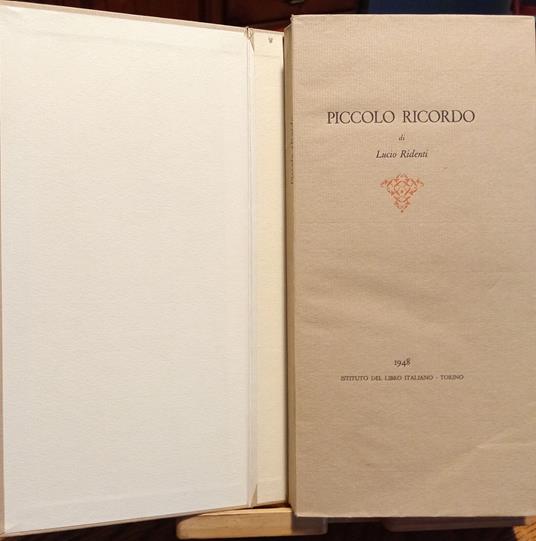 PICCOLO RICORDO
di
Lucio Ridenti
1948
ISTITUTO DEL LIBRO ITALIANO - TORINO